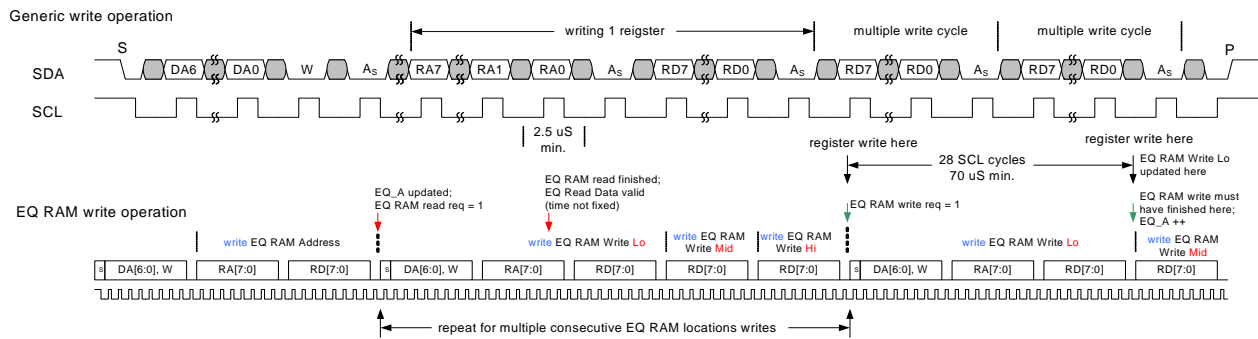 Generic write operation
writing 1 reigster
multiple write cycle
multiple write cycle
S
P
SDA
DA6
DA0
W
As
RA7
RA1
RA0
As
RD7
RD0
As
RD7
RD0
As
RD7
RD0
As
SCL
2.5 uS
min.
register write here
register write here
28 SCL cycles
70 uS min.
EQ RAM Write Lo
updated here
EQ_A updated;
EQ RAM read req = 1
EQ RAM read finished;
EQ Read Data valid
(time not fixed)
EQ RAM write req = 1
EQ RAM write must
have finished here;
EQ_A ++
EQ RAM write operation
write EQ RAM Address
write EQ RAM Write Lo
write EQ RAM
Write Mid
write EQ RAM
Write Hi
write EQ RAM Write Lo
write EQ RAM
Write Mid
s
DA[6:0], W
RA[7:0]
RD[7:0]
s
DA[6:0], W
RA[7:0]
RD[7:0]
RD[7:0]
RD[7:0]
s
DA[6:0], W
RA[7:0]
RD[7:0]
RD[7:0]
repeat for multiple consecutive EQ RAM locations writes